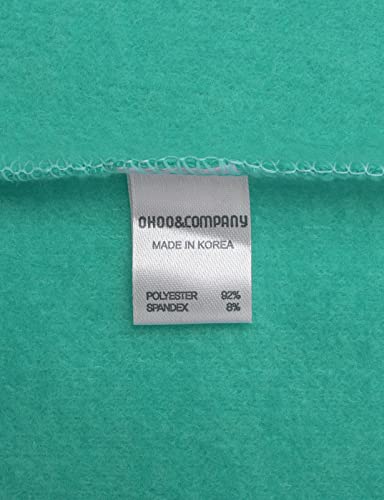 OHOO&COMPANY
MADE IN KOREA
POLYESTER 92%
SPANDEX 8%